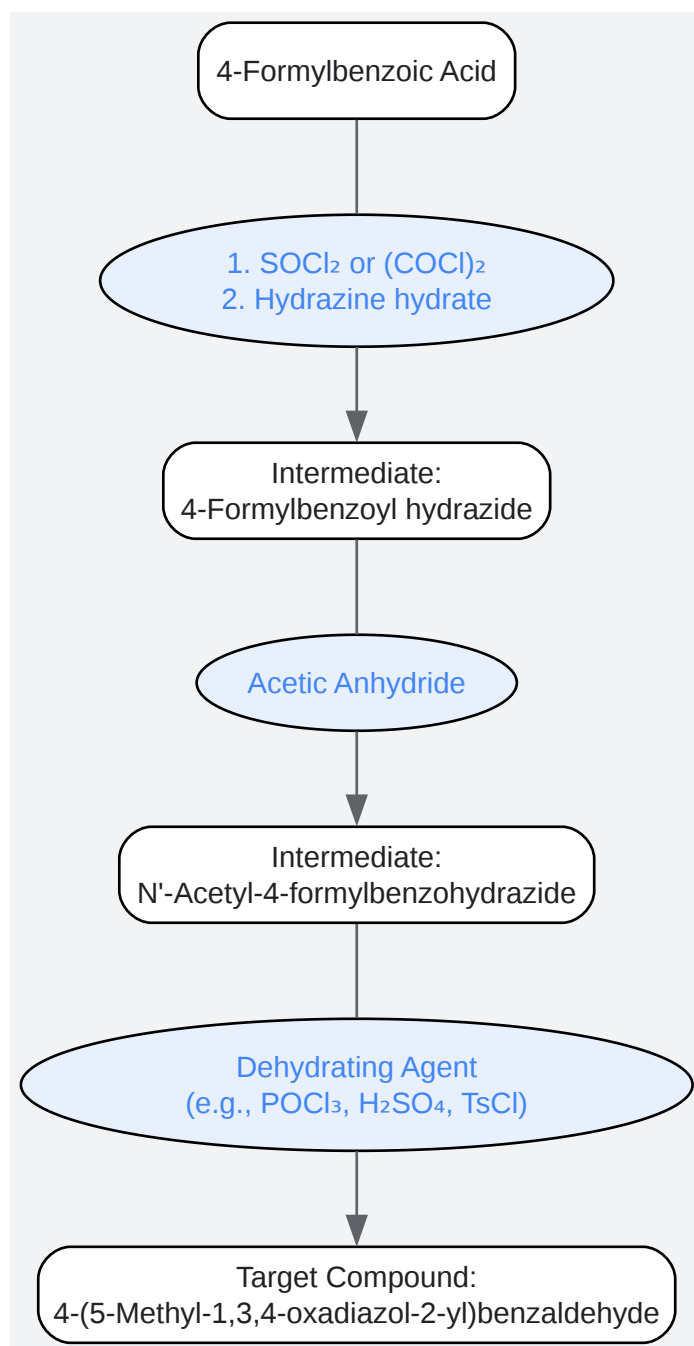 4-Formylbenzoic Acid
1. SOCl₂ or (COCl)₂
2. Hydrazine hydrate
Intermediate:
4-Formylbenzoyl hydrazide
Acetic Anhydride
Intermediate:
N'-Acetyl-4-formylbenzohydrazide
Dehydrating Agent
(e.g., POCl₃, H₂SO₄, TsCl)
Target Compound:
4-(5-Methyl-1,3,4-oxadiazol-2-yl)benzaldehyde